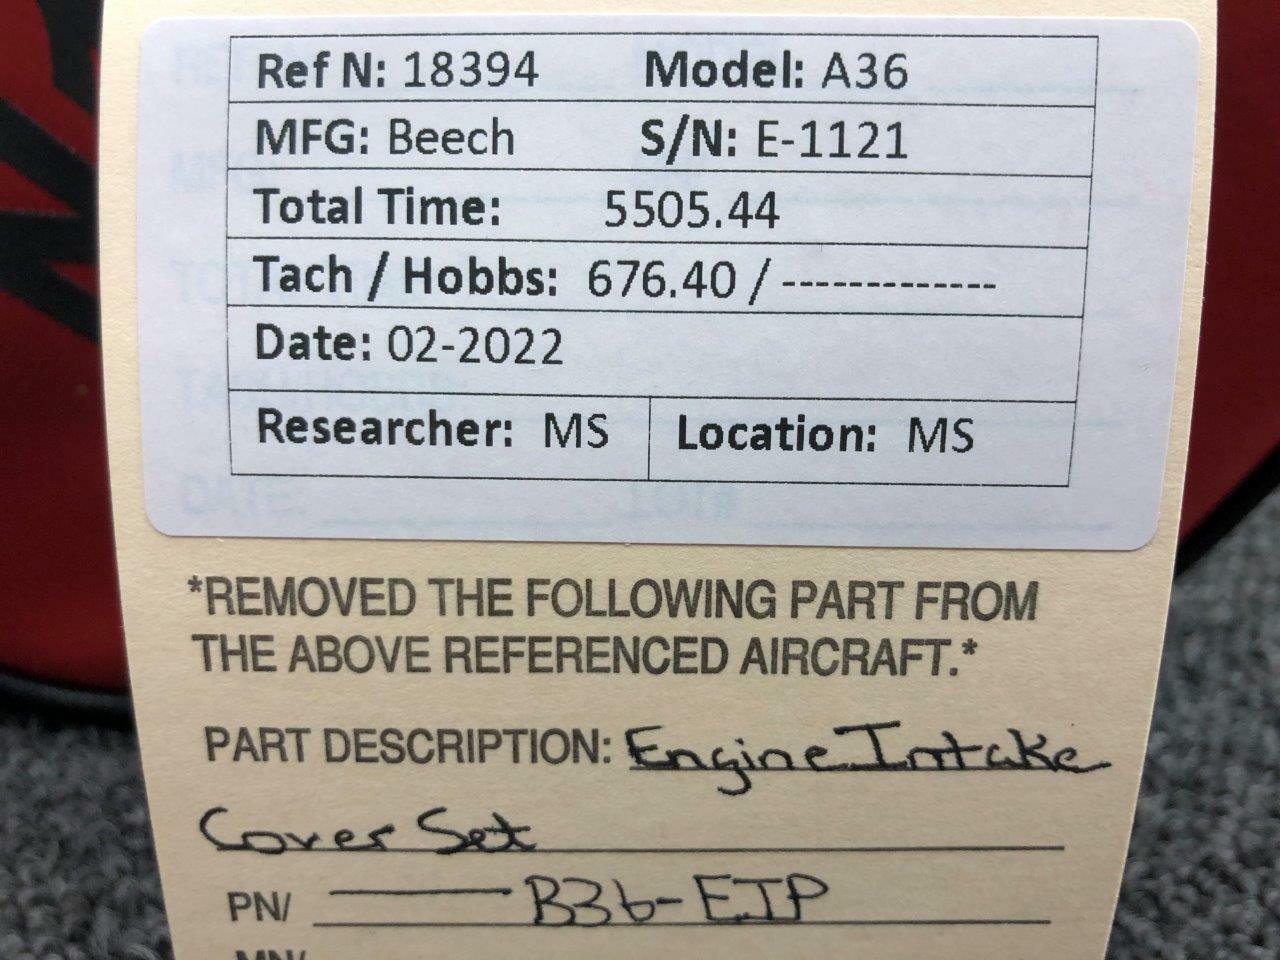 Ref N: 18394 Model: A36
MFG: Beech S/N: E-1121
Total Time: 5505.44
Tach / Hobbs: 676.40 / -------------
Date: 02-2022
Researcher: MS Location: MS
*REMOVED THE FOLLOWING PART FROM
THE ABOVE REFERENCED AIRCRAFT.*
PART DESCRIPTION: Engine Intake
Cover Set
PN/ B36-EIP
MN/